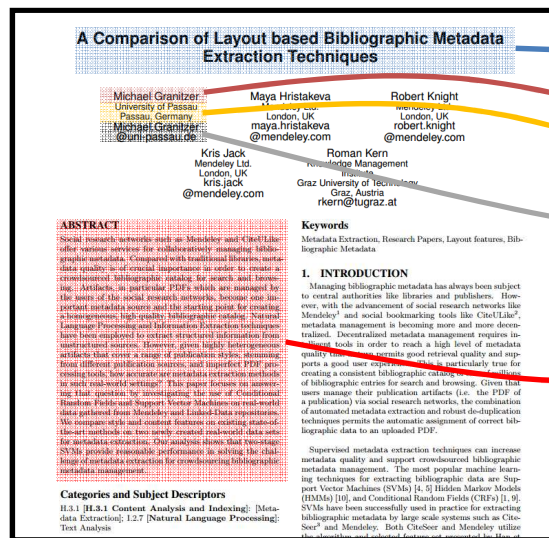 A Comparison of Layout based Bibliographic Metadata
Extraction Techniques
Michael Granitzer
University of Passau
Passau, Germany
Michael.Granitzer
@uni-passau.de
Maya Hristakeva
Mendeley Ltd.
London, UK
maya.hristakeva
@mendeley.com
Robert Knight
Mendeley Ltd.
London, UK
robert.knight
@mendeley.com
Kris Jack
Mendeley Ltd.
London, UK
kris.jack
@mendeley.com
Roman Kern
Knowledge Management
Institute
Graz University of Technology
Graz, Austria
rkern@tugraz.at
ABSTRACT
Social research networks such as Mendeley and CiteULike
offer various services for collaboratively managing biblio-
graphic metadata. Compared with traditional libraries, meta-
data quality is of crucial importance in order to create a
crowdsourced bibliographic catalog for search and brows-
ing. Artifacts, in particular PDFs which are managed by
the users of the social research networks, become one im-
portant metadata source and the starting point for creating
a homogeneous, high quality, bibliographic catalog. Natural
Language Processing and Information Extraction techniques
have been employed to extract structured information from
unstructured sources. However, given highly heterogeneous
artifacts that cover a range of publication styles, stemming
from different publication sources, and imperfect PDF pro-
cessing tools, how accurate are metadata extraction methods
in such real-world settings? This paper focuses on answer-
ing that question by investigating the use of Conditional
Random Fields and Support Vector Machines on real-world
data gathered from Mendeley and Linked-Data repositories.
We compare style and content features on existing state-of-
the-art methods on two newly created real-world data sets
for metadata extraction. Our analysis shows that two-stage
SVMs provide reasonable performance in solving the chal-
lenge of metadata extraction for crowdsourcing bibliographic
metadata management.
Categories and Subject Descriptors
H.3.1 [H.3.1 Content Analysis and Indexing]: [Meta-
data Extraction]; I.2.7 [Natural Language Processing]:
Text Analysis
Keywords
Metadata Extraction, Research Papers, Layout features, Bib-
liographic Metadata
1. INTRODUCTION
Managing bibliographic metadata has always been subject
to central authorities like libraries and publishers. How-
ever, with the advancement of social research networks like
Mendeley1 and social bookmarking tools like CiteULike2,
metadata management is becoming more and more decen-
tralized. Decentralized metadata management requires in-
telligent tools in order to reach a high level of metadata
quality that permits good retrieval quality and sup-
ports a good user experience. This is particularly true for
creating a consistent bibliographic catalog of millions
of bibliographic entries for search and browsing. Given that
users manage their publication artifacts (i.e. the PDF of
a publication) via social research networks, the combination
of automated metadata extraction and robust de-duplication
techniques permits the automatic assignment of correct bib-
liographic data to an uploaded PDF.
Supervised metadata extraction techniques can increase
metadata quality and support crowdsourced bibliographic
metadata management. The most popular machine learn-
ing techniques for extracting bibliographic data are Sup-
port Vector Machines (SVMs) [4, 5] Hidden Markov Models
(HMMs) [10], and Conditional Random Fields (CRFs) [1, 9].
SVMs have been successfully used in practice for extracting
bibliographic metadata by large scale systems such as Cite-
Seer3 and Mendeley. Both CiteSeer and Mendeley utilize
the algorithm and selected feature set presented by Han et